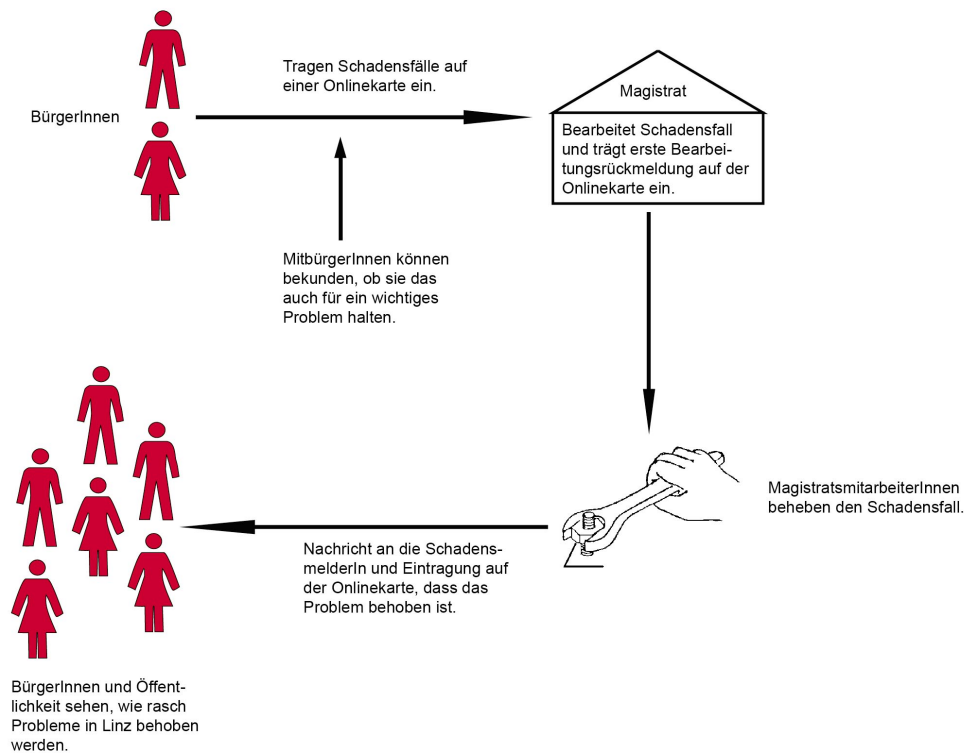 BürgerInnen
Tragen Schadensfälle auf
einer Onlinekarte ein.
Magistrat
Bearbeitet Schadensfall
und trägt erste Bearbei-
tungsrückmeldung auf der
Onlinekarte ein.
MitbürgerInnen können
bekunden, ob sie das
auch für ein wichtiges
Problem halten.
MagistratsmitarbeiterInnen
beheben den Schadensfall.
Nachricht an die Schadens-
melderIn und Eintragung auf
der Onlinekarte, dass das
Problem behoben ist.
BürgerInnen und Öffent-
lichkeit sehen, wie rasch
Probleme in Linz behoben
werden.